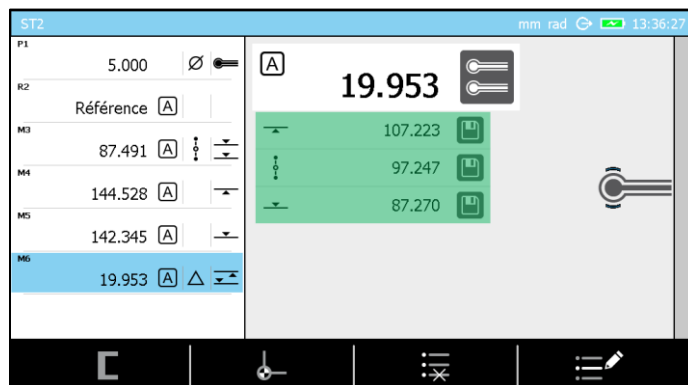 ST2
mm rad 13:36:27
P1
5.000 Ø
R2
Référence A
M3
87.491 A
M4
144.528 A
M5
142.345 A
M6
19.953 A
A
19.953
107.223
97.247
87.270